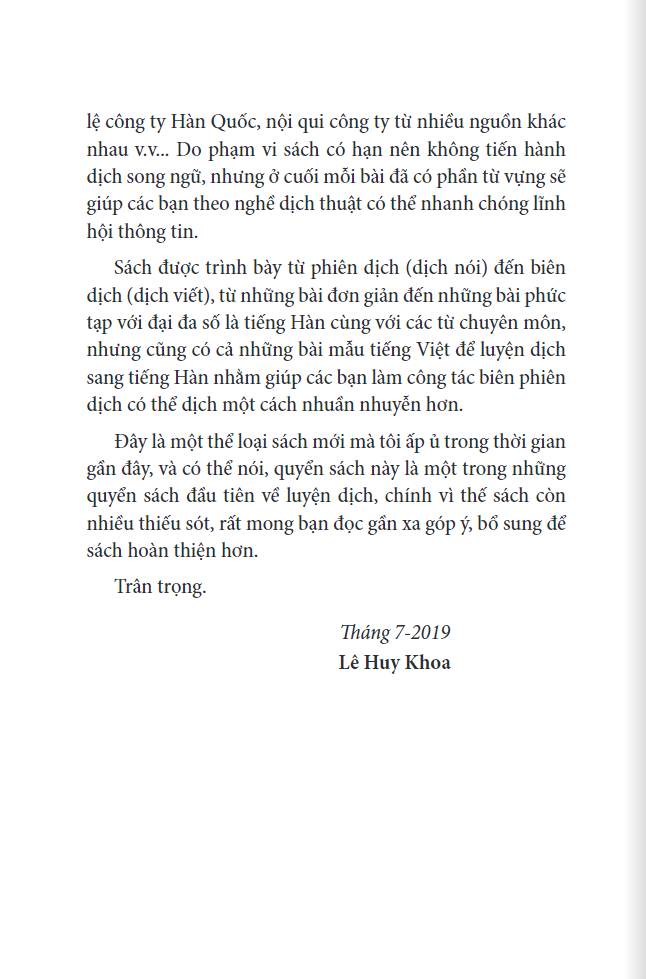 lệ công ty Hàn Quốc, nội qui công ty từ nhiều nguồn khác
nhau v.v... Do phạm vi sách có hạn nên không tiến hành
dịch song ngữ, nhưng ở cuối mỗi bài đã có phần từ vựng sẽ
giúp các bạn theo nghề dịch thuật có thể nhanh chóng lĩnh
hội thông tin.
Sách được trình bày từ phiên dịch (dịch nói) đến biên
dịch (dịch viết), từ những bài đơn giản đến những bài phức
tạp với đại đa số là tiếng Hàn cùng với các từ chuyên môn,
nhưng cũng có cả những bài mẫu tiếng Việt để luyện dịch
sang tiếng Hàn nhằm giúp các bạn làm công tác biên phiên
dịch có thể dịch một cách nhuần nhuyễn hơn.
Đây là một thể loại sách mới mà tôi ấp ủ trong thời gian
gần đây, và có thể nói, quyển sách này là một trong những
quyển sách đầu tiên về luyện dịch, chính vì thế sách còn
nhiều thiếu sót, rất mong bạn đọc gần xa góp ý, bổ sung để
sách hoàn thiện hơn.
Trân trọng.
Tháng 7-2019
Lê Huy Khoa